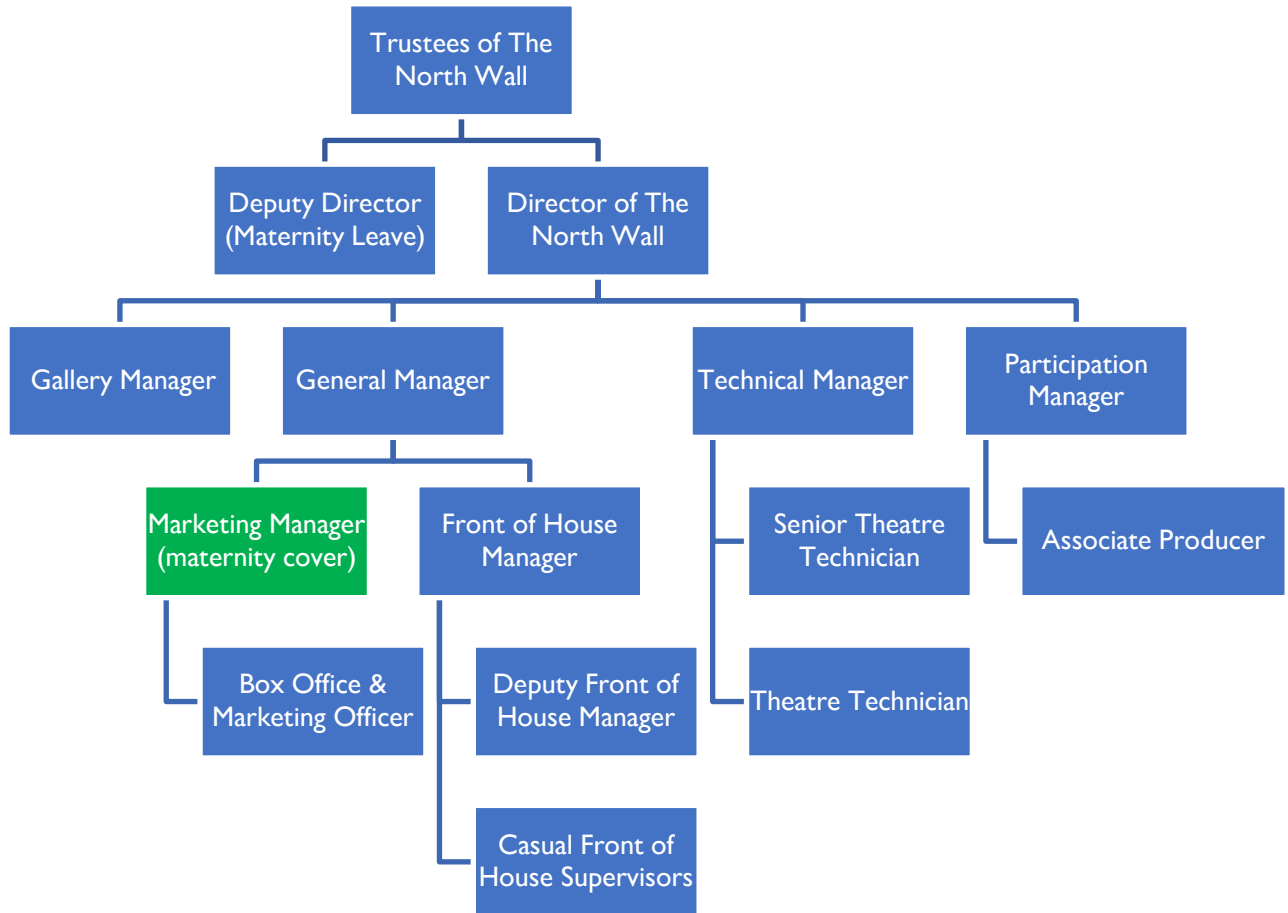 Trustees of The
North Wall
Deputy Director
(Maternity Leave)
Director of The
North Wall
Gallery Manager
General Manager
Technical Manager
Participation
Manager
Marketing Manager
(maternity cover)
Front of House
Manager
Senior Theatre
Technician
Associate Producer
Box Office &
Marketing Officer
Deputy Front of
House Manager
Theatre Technician
Casual Front of
House Supervisors